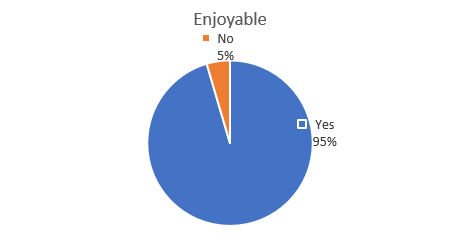 Enjoyable
No
5%
Yes
95%